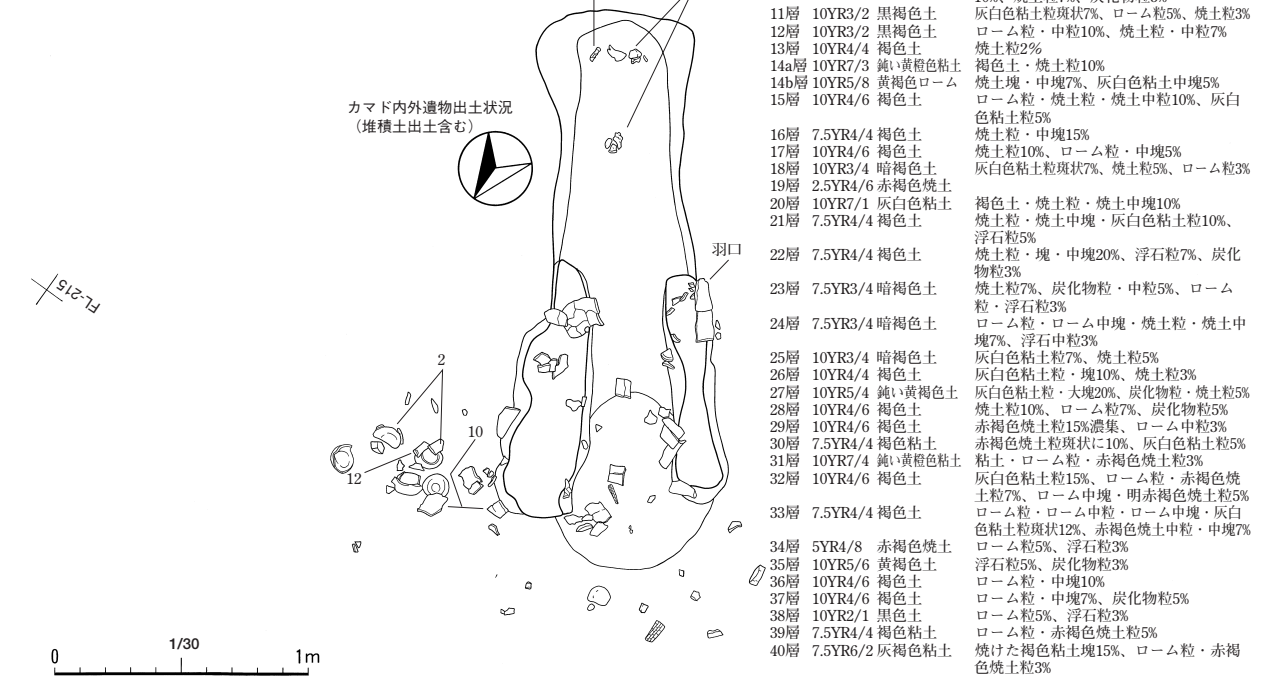 カマド内外遺物出土状況
（堆積土出土含む）
FL-215
羽口
2
10
12
1/30
0
1m
11層 10YR3/2 黒褐色土 灰白色粘土粒斑状7%、ローム粒5%、焼土粒3%
12層 10YR3/2 黒褐色土 ローム粒・中粒10%、焼土粒・中粒7%
13層 10YR4/4 褐色土 焼土粒2%
14a層 10YR7/3 鈍い黄橙色粘土 褐色土・焼土粒10%
14b層 10YR5/8 黄褐色ローム 焼土塊・中塊7%、灰白色粘土中塊5%
15層 10YR4/6 褐色土 ローム粒・焼土粒・焼土中粒10%、灰白
色粘土粒5%
16層 7.5YR4/4 褐色土 焼土粒・中塊15%
17層 10YR4/6 褐色土 焼土粒10%、ローム粒・中塊5%
18層 10YR3/4 暗褐色土 灰白色粘土粒斑状7%、焼土粒5%、ローム粒3%
19層 2.5YR4/6 赤褐色焼土
20層 10YR7/1 灰白色粘土 褐色土・焼土粒・焼土中塊10%
21層 7.5YR4/4 褐色土 焼土粒・焼土中塊・灰白色粘土粒10%、
浮石粒5%
22層 7.5YR4/4 褐色土 焼土粒・塊・中塊20%、浮石粒7%、炭化
物粒3%
23層 7.5YR3/4 暗褐色土 焼土粒7%、炭化物粒・中粒5%、ローム
粒・浮石粒3%
24層 7.5YR3/4 暗褐色土 ローム粒・ローム中塊・焼土粒・焼土中
塊7%、浮石中粒3%
25層 10YR3/4 暗褐色土 灰白色粘土粒7%、焼土粒5%
26層 10YR4/4 褐色土 灰白色粘土粒・塊10%、焼土粒3%
27層 10YR5/4 鈍い黄褐色土 灰白色粘土粒・大塊20%、炭化物粒・焼土粒5%
28層 10YR4/6 褐色土 焼土粒10%、ローム粒7%、炭化物粒5%
29層 10YR4/6 褐色土 赤褐色焼土粒15%濃集、ローム中粒3%
30層 7.5YR4/4 褐色粘土 赤褐色焼土粒斑状に10%、灰白色粘土粒5%
31層 10YR7/4 鈍い黄橙色粘土 粘土・ローム粒・赤褐色焼土粒3%
32層 10YR4/6 褐色土 灰白色粘土粒15%、ローム粒・赤褐色焼
土粒7%、ローム中塊・明赤褐色焼土粒5%
33層 7.5YR4/4 褐色土 ローム粒・ローム中粒・ローム中塊・灰白
色粘土粒斑状12%、赤褐色焼土中粒・中塊7%
34層 5YR4/8 赤褐色焼土 ローム粒5%、浮石粒3%
35層 10YR5/6 黄褐色土 浮石粒5%、炭化物粒3%
36層 10YR4/6 褐色土 ローム粒・中塊10%
37層 10YR4/6 褐色土 ローム粒・中塊7%、炭化物粒5%
38層 10YR2/1 黒色土 ローム粒5%、浮石粒3%
39層 7.5YR4/4 褐色粘土 ローム粒・赤褐色焼土粒5%
40層 7.5YR6/2 灰褐色粘土 焼けた褐色粘土塊15%、ローム粒・赤褐
色焼土粒3%